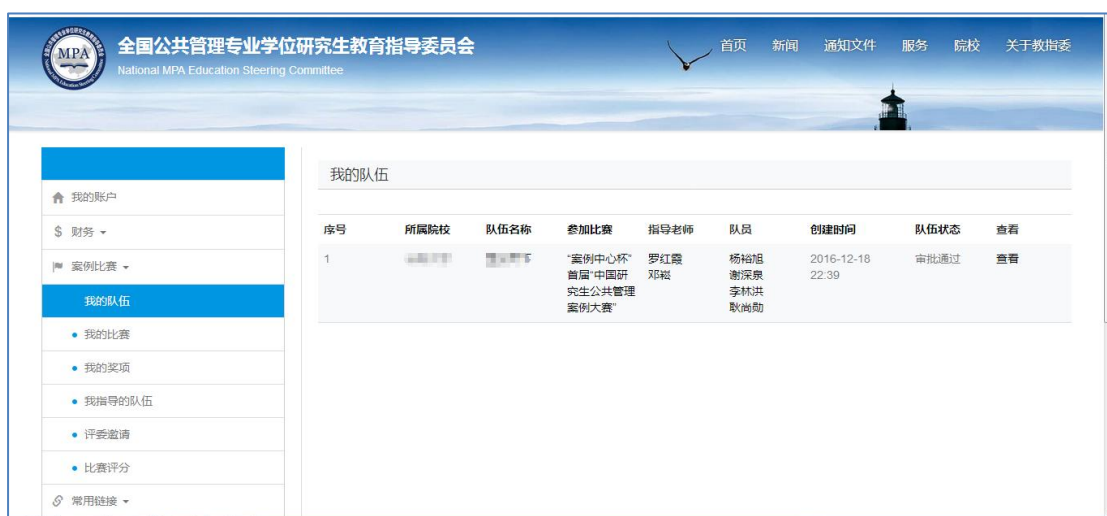 MPA
全国公共管理专业学位研究生教育指导委员会
National MPA Education Steering Committee
首页 新闻 通知文件 服务 院校 关于教指委
我的账户
$ 财务
案例比赛
我的队伍
我的比赛
我的奖项
我指导的队伍
评委邀请
比赛评分
常用链接
我的队伍
序号 所属院校 队伍名称 参加比赛 指导老师 队员 创建时间 队伍状态 查看
1 “案例中心杯” 罗红霞 杨裕旭 2016-12-18 审批通过 查看
首届“中国研 邓崧 谢深泉 22:39
究生公共管理 李林洪
案例大赛” 耿尚勋